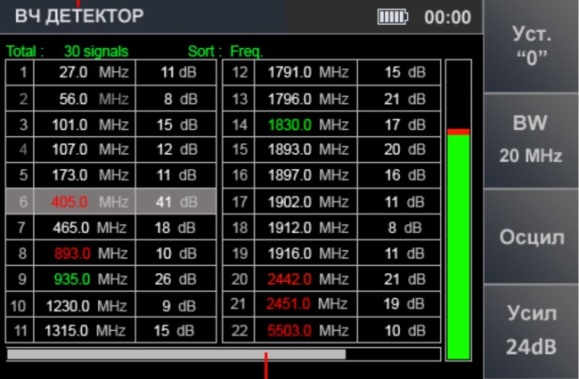 ВЧ ДЕТЕКТОР 00:00
Total : 30 signals Sort : Freq.
1 27.0 MHz 11 dB 12 1791.0 MHz 15 dB
2 56.0 MHz 8 dB 13 1796.0 MHz 21 dB
3 101.0 MHz 15 dB 14 1830.0 MHz 17 dB
4 107.0 MHz 12 dB 15 1893.0 MHz 20 dB
5 173.0 MHz 11 dB 16 1897.0 MHz 16 dB
6 405.0 MHz 41 dB 17 1902.0 MHz 11 dB
7 465.0 MHz 18 dB 18 1912.0 MHz 8 dB
8 893.0 MHz 10 dB 19 1916.0 MHz 11 dB
9 935.0 MHz 26 dB 20 2442.0 MHz 21 dB
10 1230.0 MHz 9 dB 21 2451.0 MHz 19 dB
11 1315.0 MHz 15 dB 22 5503.0 MHz 10 dB
Уст.
“0”
BW
20 MHz
Осцил
Усил
24dB